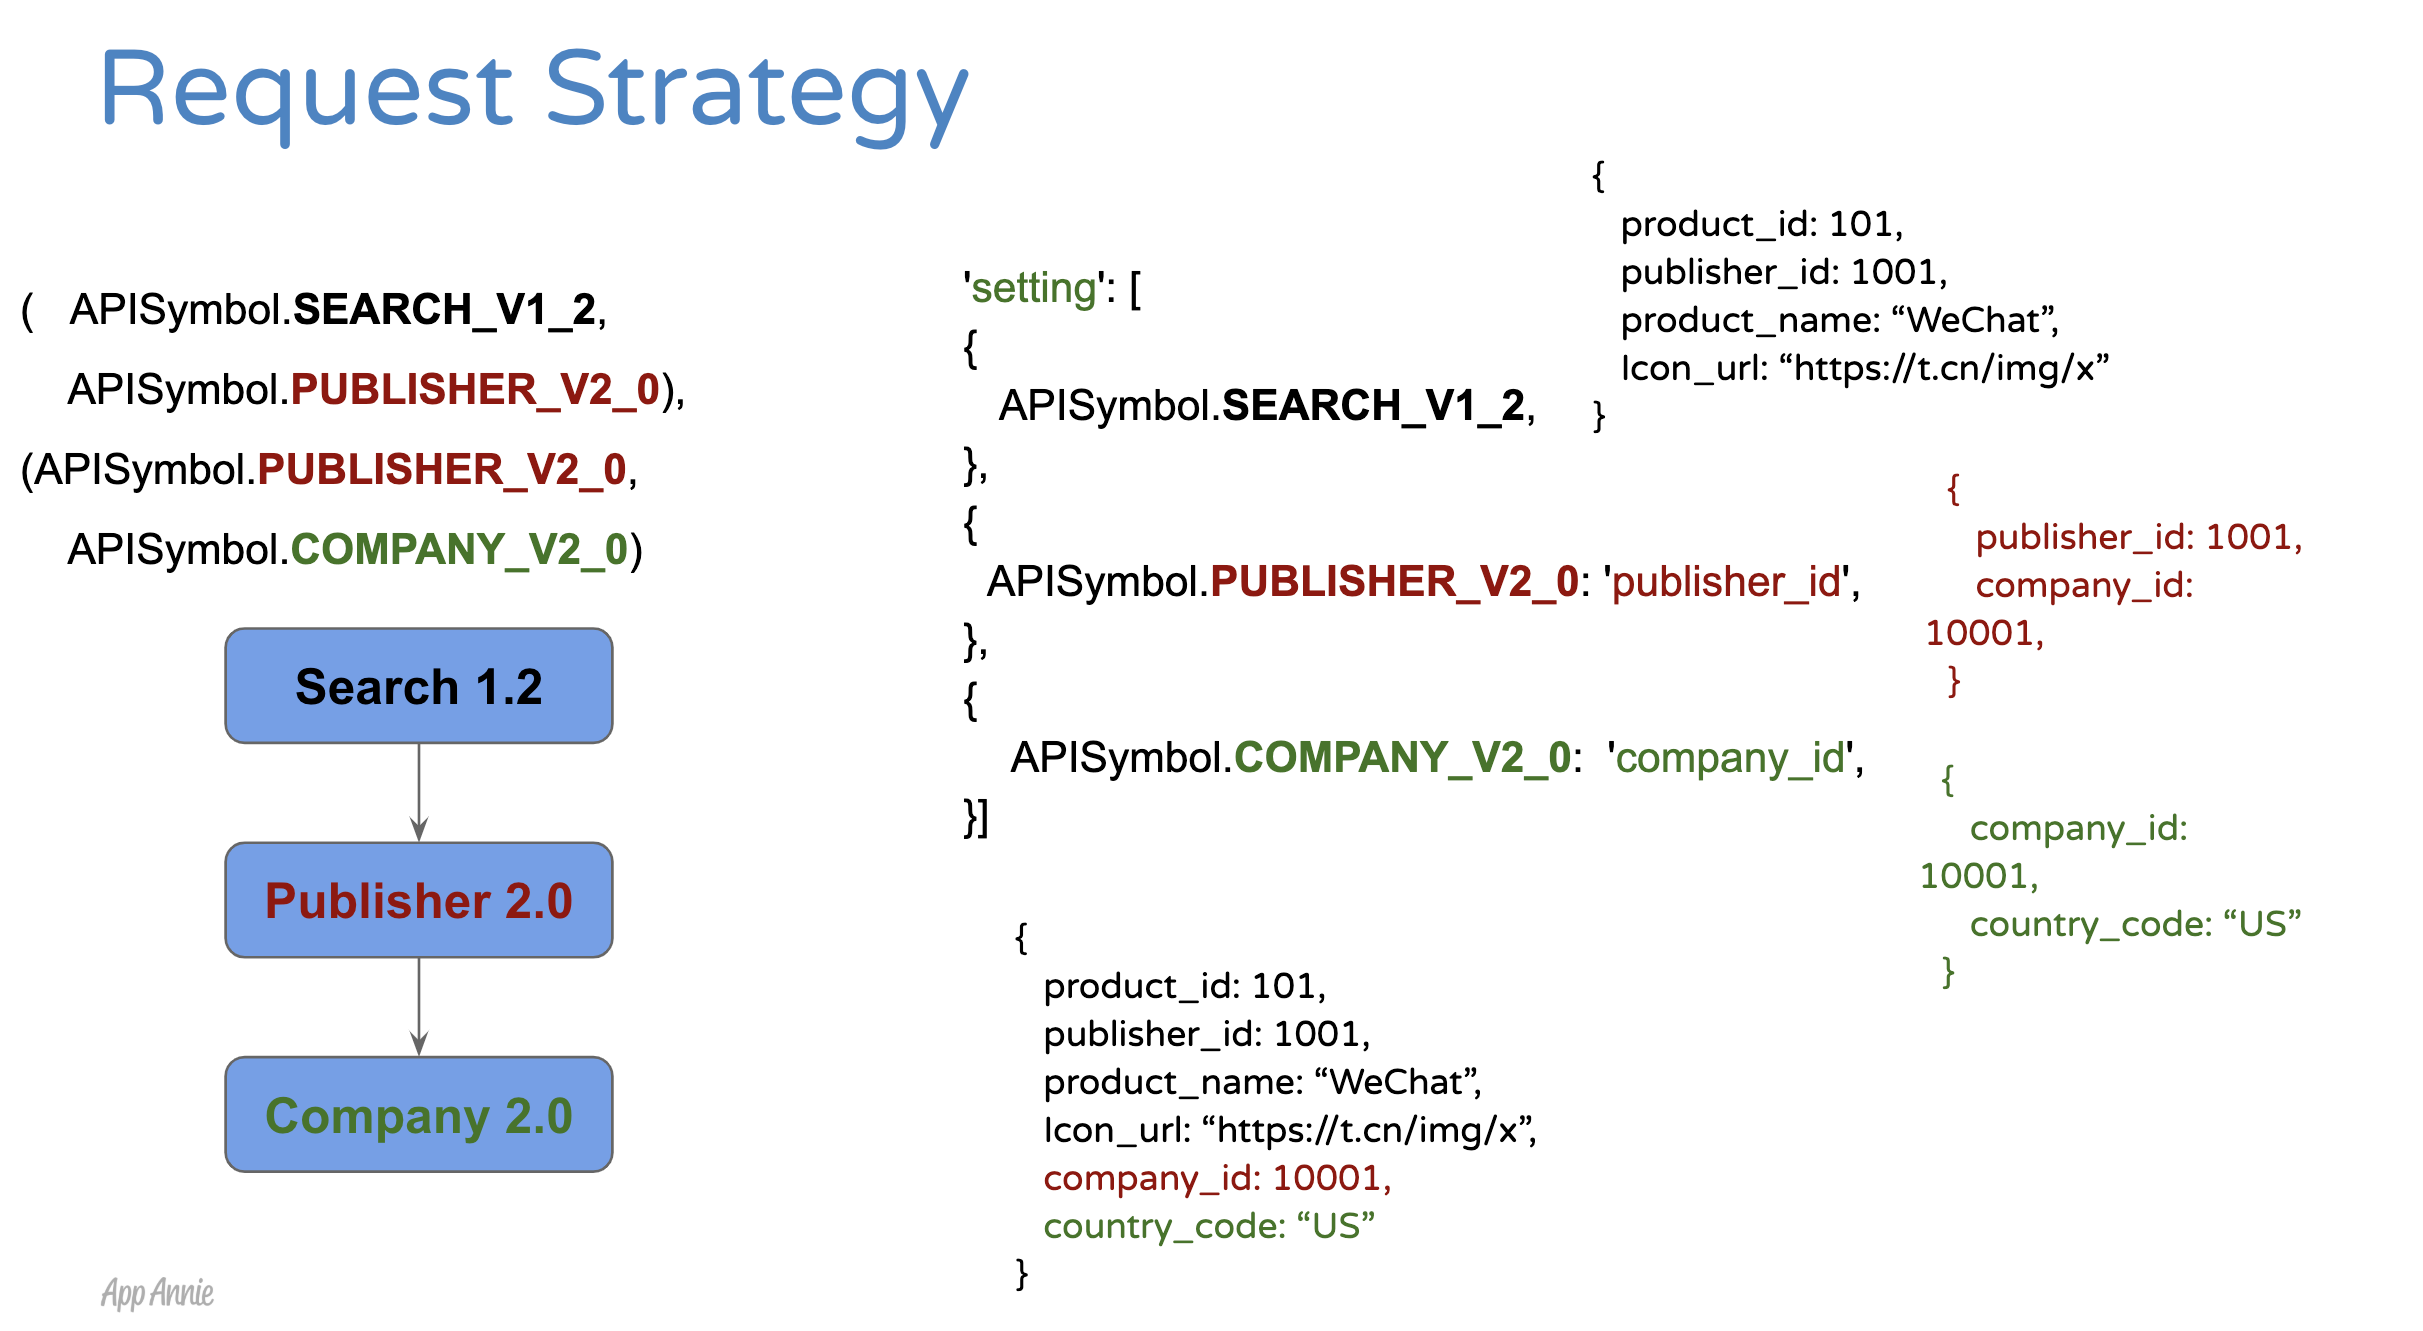 Request Strategy
( APISymbol.SEARCH_V1_2,
APISymbol.PUBLISHER_V2_0),
(APISymbol.PUBLISHER_V2_0,
APISymbol.COMPANY_V2_0)
Search 1.2
Publisher 2.0
Company 2.0
'setting': [
{
APISymbol.SEARCH_V1_2,
},
{
APISymbol.PUBLISHER_V2_0: 'publisher_id',
},
{
APISymbol.COMPANY_V2_0: 'company_id',
}]
{
product_id: 101,
publisher_id: 1001,
product_name: “WeChat”,
Icon_url: “https://t.cn/img/x”
}
{
publisher_id: 1001,
company_id:
10001,
}
{
company_id:
10001,
country_code: “US”
}
{
product_id: 101,
publisher_id: 1001,
product_name: “WeChat”,
Icon_url: “https://t.cn/img/x”,
company_id: 10001,
country_code: “US”
}
App Annie